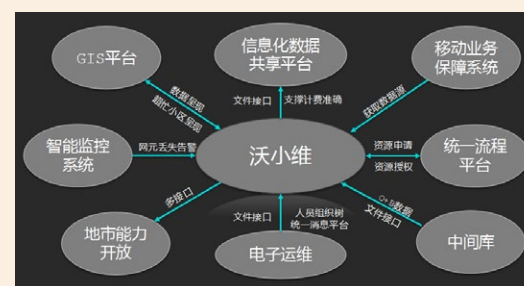 GIS平台
信息化数据
共享平台
移动业务
保障系统
数据呈现
超忙小区呈现
文件接口
支撑计费准确
获取数据源
智能监控
系统
网元丢失告警
沃小维
资源申请
资源授权
统一流程
平台
多接口
文件接口
人员组织树
统一消息平台
O+B数据
文件接口
地市能力
开放
电子运维
中间库